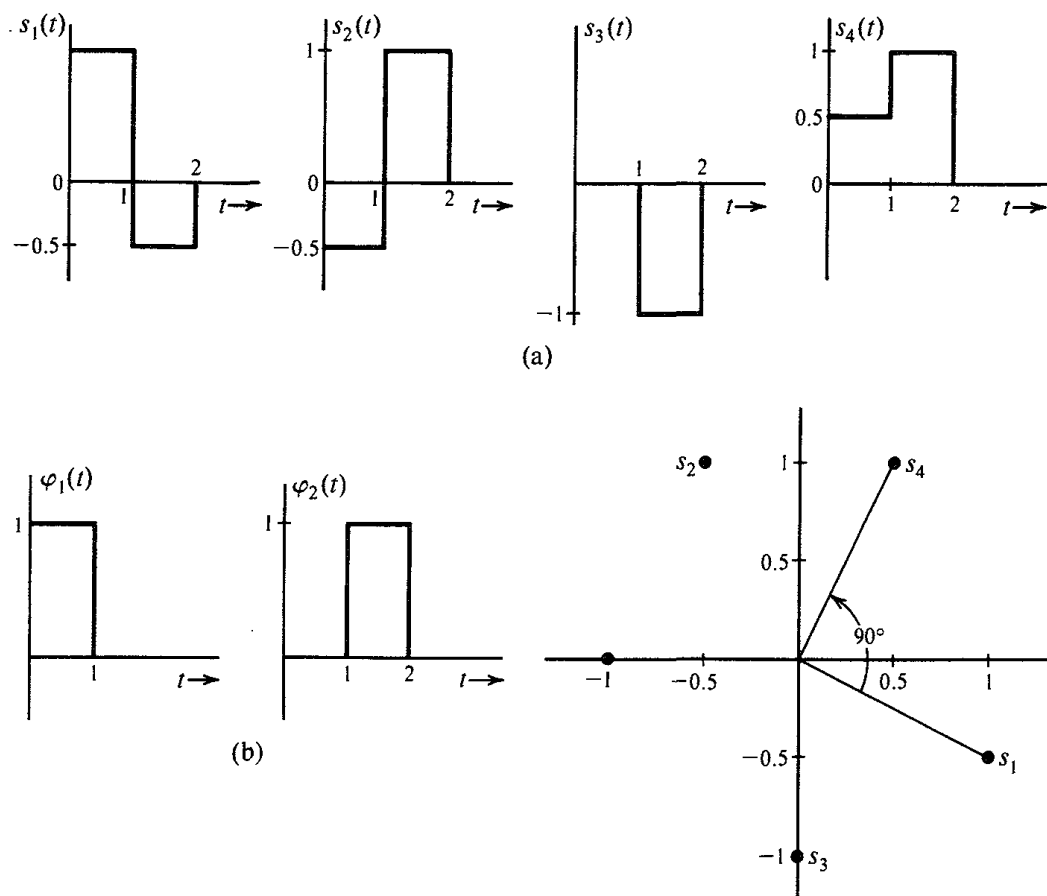 s₁(t) s₂(t) s₃(t) s₄(t)
0 1 2 t→ −0.5
1 0 1 2 t→ −0.5
1 2 t→ −1
1 0.5 0 1 2 t→
(a)
φ₁(t) φ₂(t)
1 1 t→
1 1 2 t→
(b)
s₂ 1 s₄
0.5
90°
−1 −0.5 0.5 1
−0.5 s₁
−1 s₃